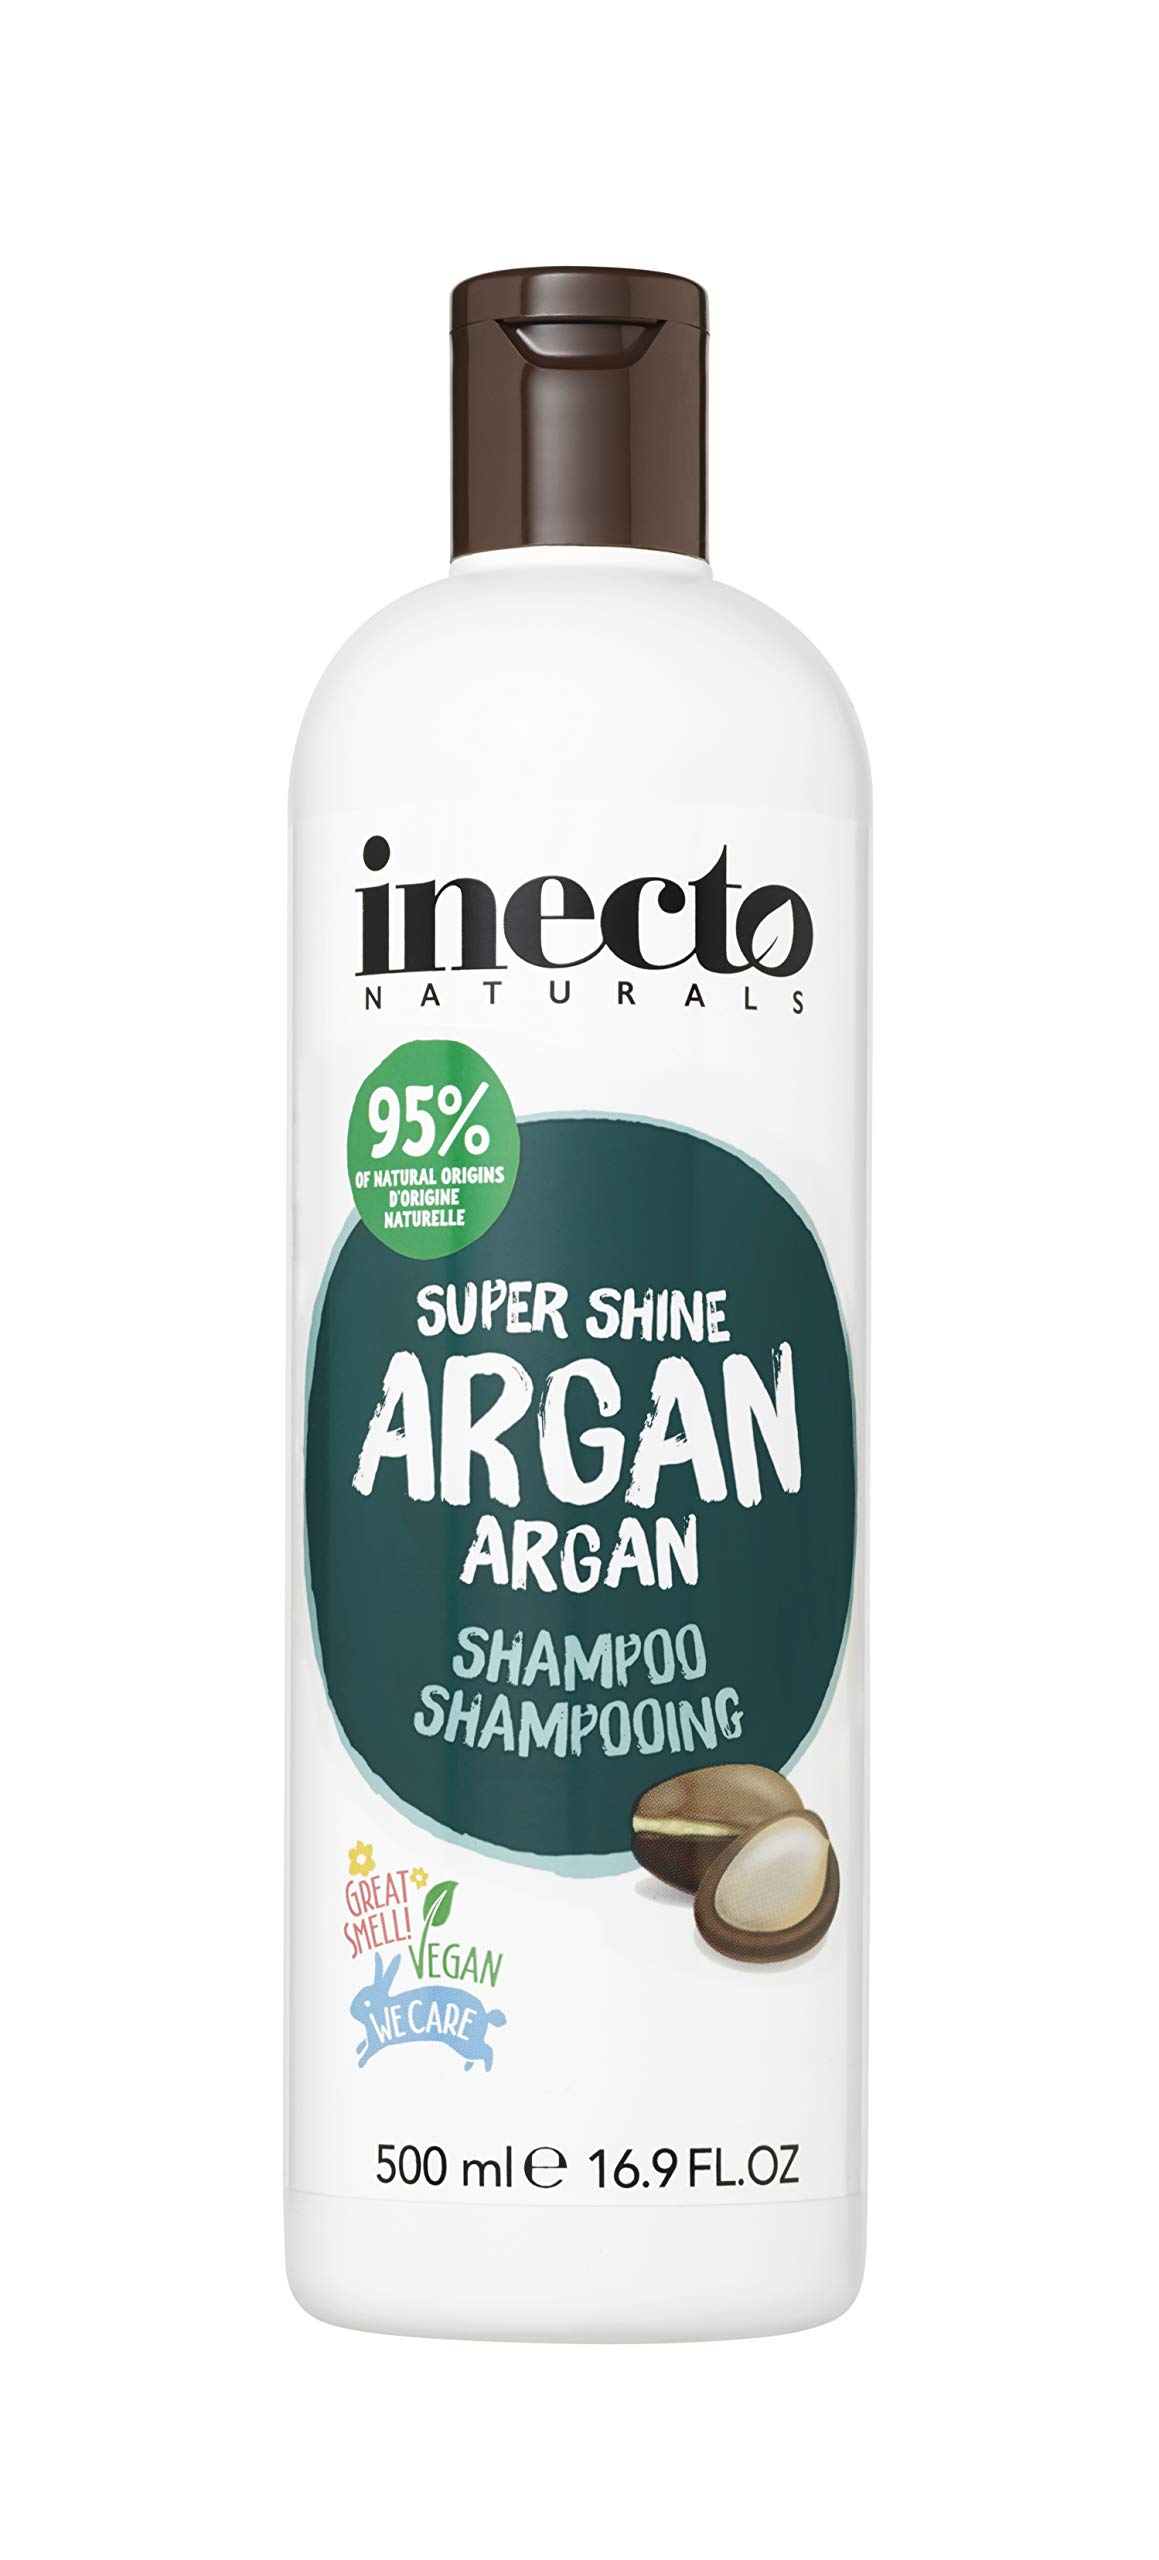 inecto
NATURALS
95%
OF NATURAL ORIGINS
D'ORIGINE
NATURELLE
SUPER SHINE
ARGAN
ARGAN
SHAMPOO
SHAMPOOING
GREAT
SMELL!
VEGAN
WE CARE
500 ml ℮ 16.9 FL.OZ